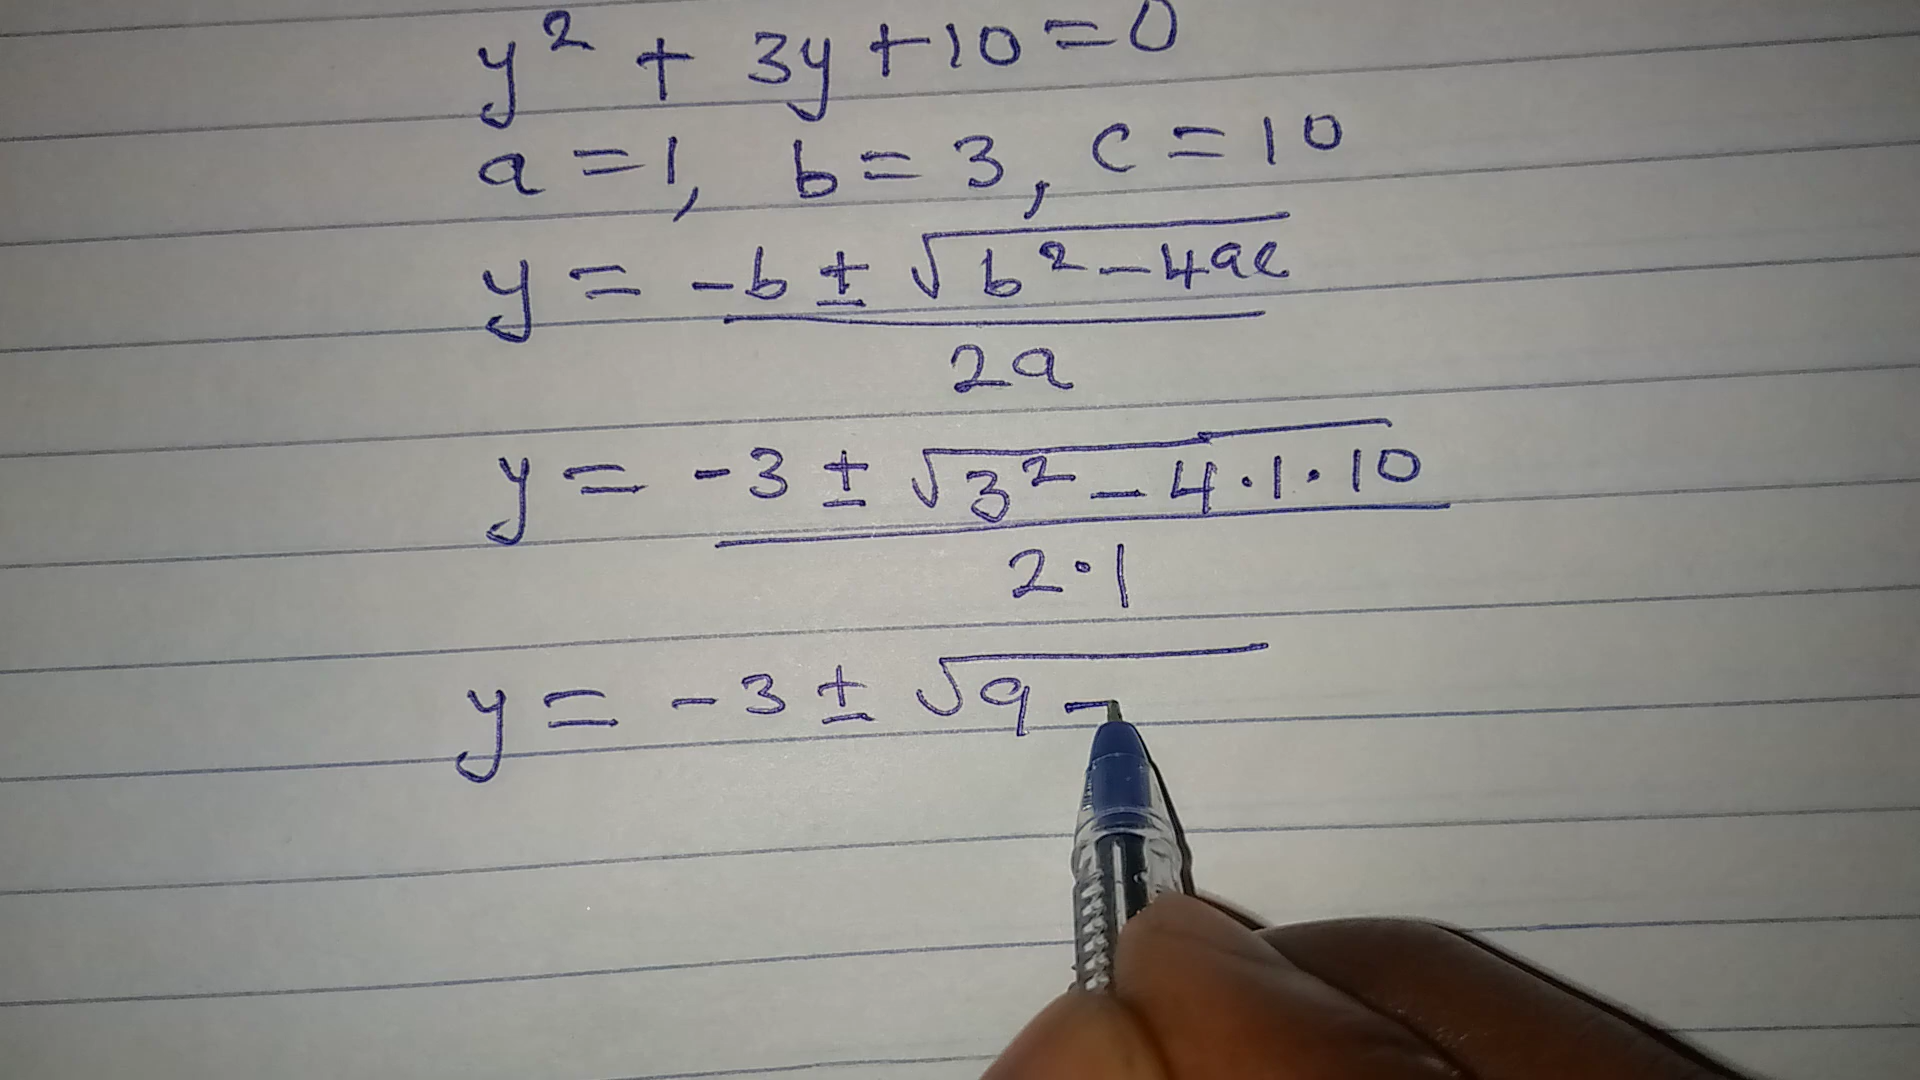 y² + 3y + 10 = 0
a = 1, b = 3, c = 10
y = -b ± √b² - 4ac
2a
y = -3 ± √3² - 4·1·10
2·1
y = -3 ± √9 -